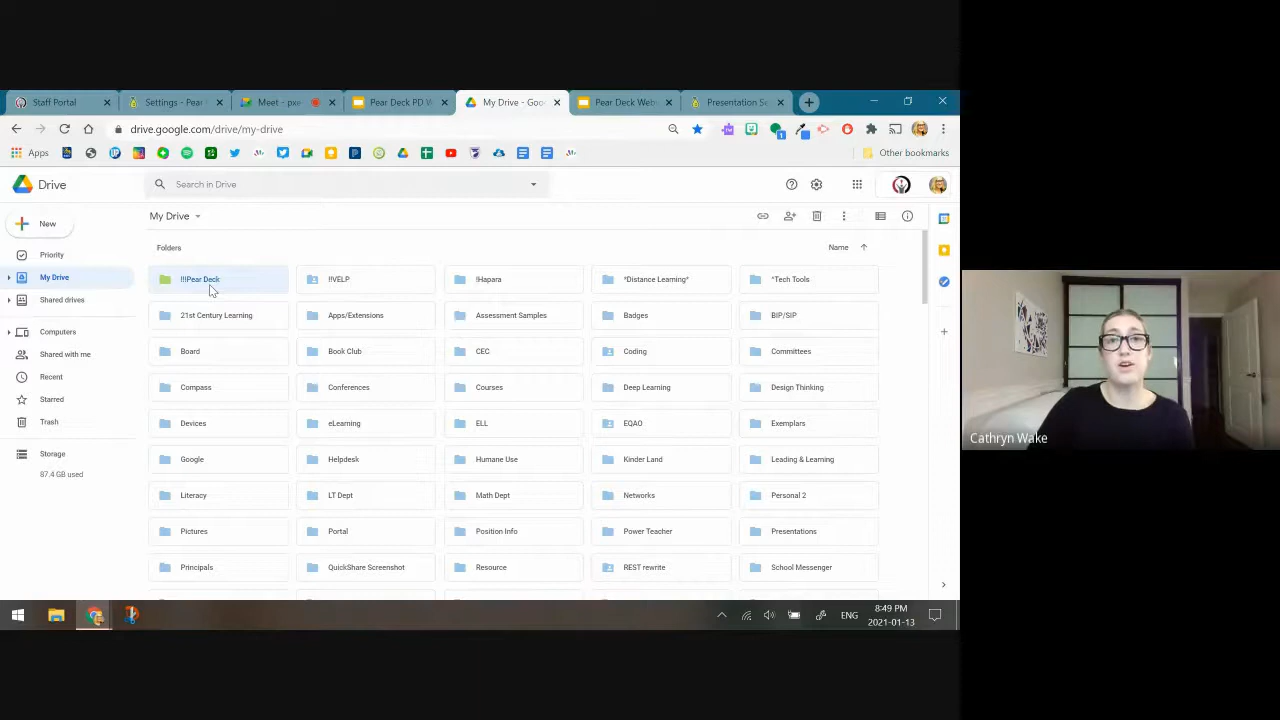 Staff Portal
Settings - Pear
Meet - pxe
Pear Deck PD W
My Drive - Goo
Pear Deck Web
Presentation Se
drive.google.com/drive/my-drive
Apps
Other bookmarks
Drive
Search in Drive
New
My Drive
Priority
My Drive
Shared drives
Computers
Shared with me
Recent
Starred
Trash
Storage
87.4 GB used
Folders
Name
!!!Pear Deck
!!VELP
!Hapara
*Distance Learning*
*Tech Tools
21st Century Learning
Apps/Extensions
Assessment Samples
Badges
BIP/SIP
Board
Book Club
CEC
Coding
Committees
Compass
Conferences
Courses
Deep Learning
Design Thinking
Devices
eLearning
ELL
EQAO
Exemplars
Google
Helpdesk
Humane Use
Kinder Land
Leading & Learning
Literacy
LT Dept
Math Dept
Networks
Personal 2
Pictures
Portal
Position Info
Power Teacher
Presentations
Principals
QuickShare Screenshot
Resource
REST rewrite
School Messenger
ENG
8:49 PM
2021-01-13
Cathryn Wake